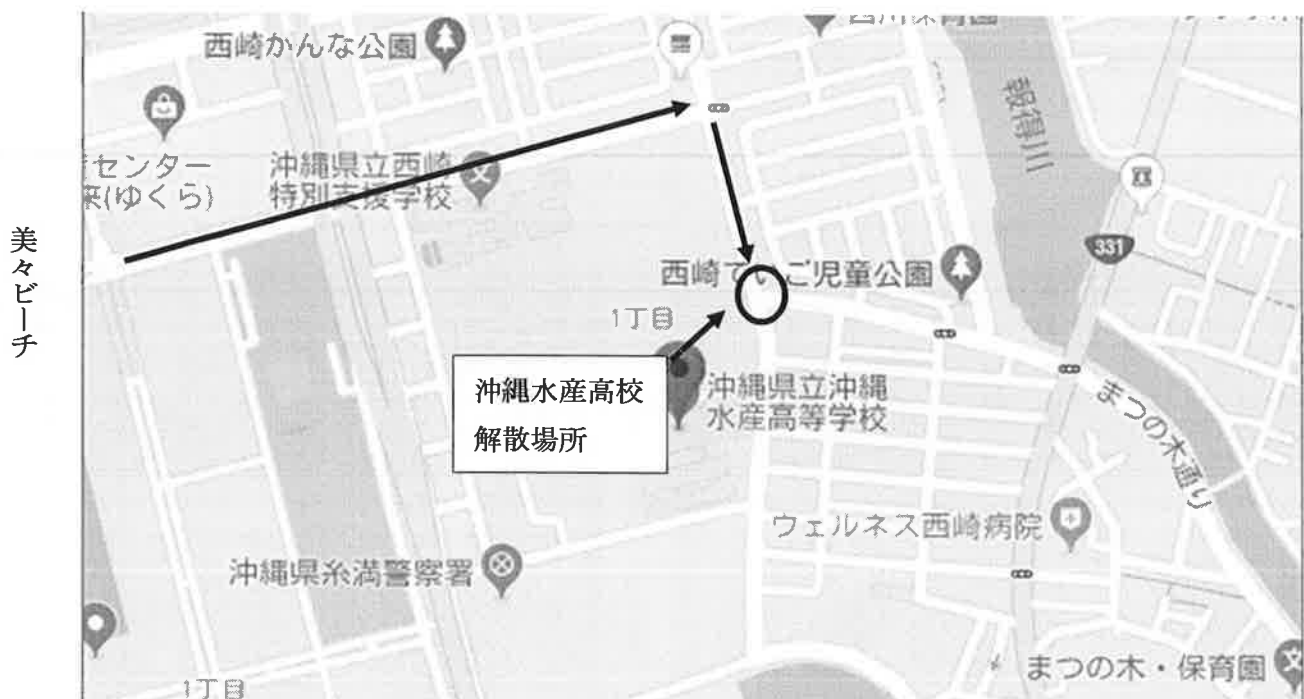 西崎かんな公園
センター
来(ゆくら)
沖縄県立西崎
特別支援学校
報得川
美々ビーチ
331
西崎でいご児童公園
1丁目
沖縄水産高校
解散場所
沖縄県立沖縄
水産高等学校
まつの木通り
ウェルネス西崎病院
沖縄県糸満警察署
まつの木・保育園
1丁目